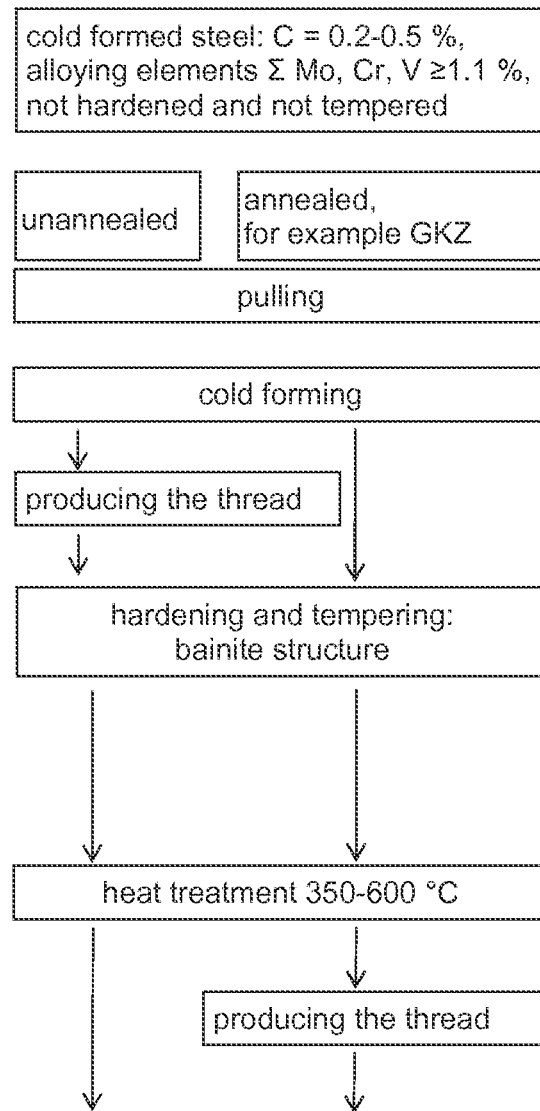 cold formed steel: C = 0.2-0.5 %,
alloying elements Σ Mo, Cr, V ≥1.1 %,
not hardened and not tempered
unannealed
annealed,
for example GKZ
pulling
cold forming
producing the thread
hardening and tempering:
bainite structure
heat treatment 350-600 °C
producing the thread